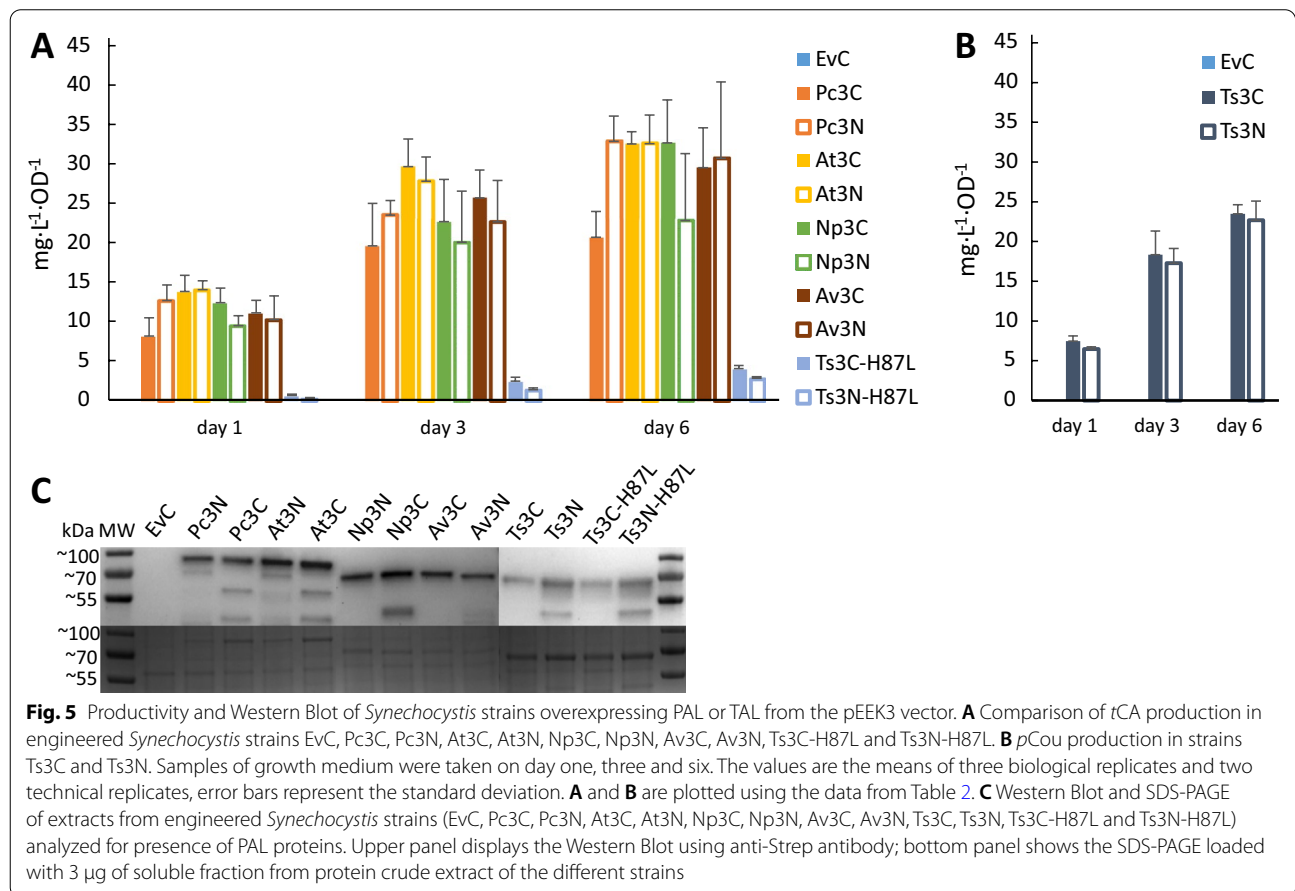 A
45
40
35
30
25
20
15
10
5
0
mg·L-1·OD-1
day 1 day 3 day 6
EvC
Pc3C
Pc3N
At3C
At3N
Np3C
Np3N
Av3C
Av3N
Ts3C-H87L
Ts3N-H87L
B
45
40
35
30
25
20
15
10
5
0
mg·L-1·OD-1
day 1 day 3 day 6
EvC
Ts3C
Ts3N
C
kDa MW EvC Pc3N Pc3C At3N At3C Np3N Np3C Av3C Av3N Ts3C Ts3N Ts3C-H87L Ts3N-H87L
~100
~70
~55
~100
~70
~55
Fig. 5 Productivity and Western Blot of Synechocystis strains overexpressing PAL or TAL from the pEEK3 vector. A Comparison of tCA production in
engineered Synechocystis strains EvC, Pc3C, Pc3N, At3C, At3N, Np3C, Np3N, Av3C, Av3N, Ts3C-H87L and Ts3N-H87L. B pCou production in strains
Ts3C and Ts3N. Samples of growth medium were taken on day one, three and six. The values are the means of three biological replicates and two
technical replicates, error bars represent the standard deviation. A and B are plotted using the data from Table 2. C Western Blot and SDS-PAGE
of extracts from engineered Synechocystis strains (EvC, Pc3C, Pc3N, At3C, At3N, Np3C, Np3N, Av3C, Av3N, Ts3C, Ts3N, Ts3C-H87L and Ts3N-H87L)
analyzed for presence of PAL proteins. Upper panel displays the Western Blot using anti-Strep antibody; bottom panel shows the SDS-PAGE loaded
with 3 µg of soluble fraction from protein crude extract of the different strains